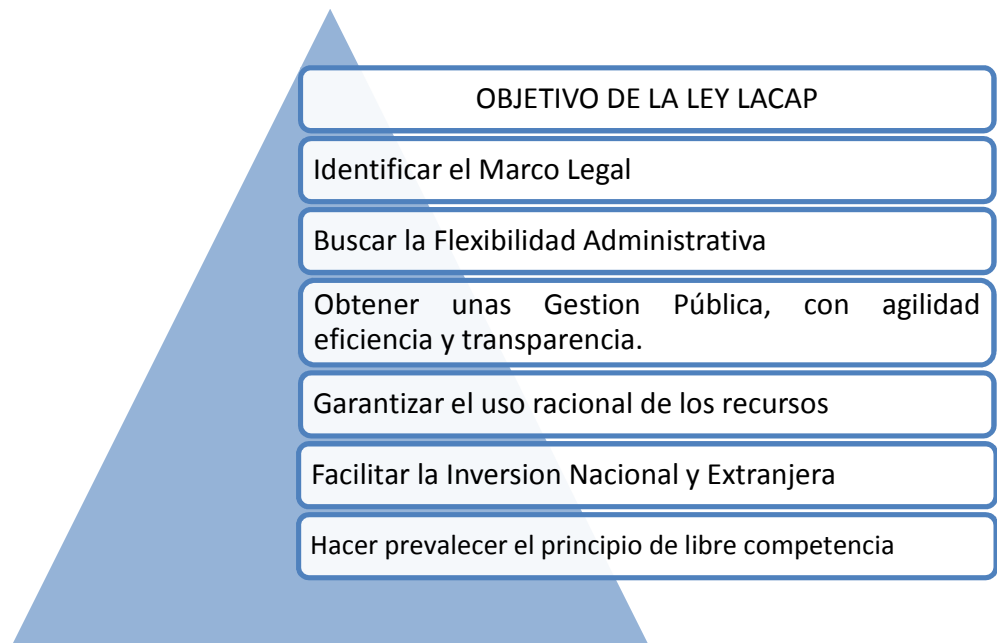 OBJETIVO DE LA LEY LACAP
Identificar el Marco Legal
Buscar la Flexibilidad Administrativa
Obtener unas Gestion Pública, con agilidad
eficiencia y transparencia.
Garantizar el uso racional de los recursos
Facilitar la Inversion Nacional y Extranjera
Hacer prevalecer el principio de libre competencia